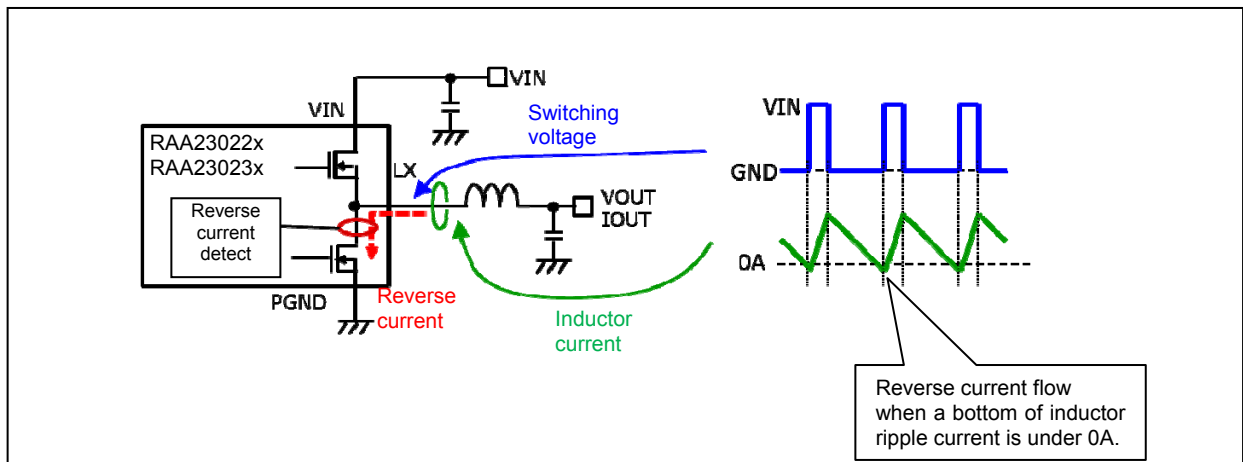 VIN
VIN
RAA23022x
RAA23023x
LX
Switching
voltage
VOUT
IOUT
Reverse
current
detect
PGND
Reverse
current
Inductor
current
VIN
GND
0A
Reverse current flow
when a bottom of inductor
ripple current is under 0A.